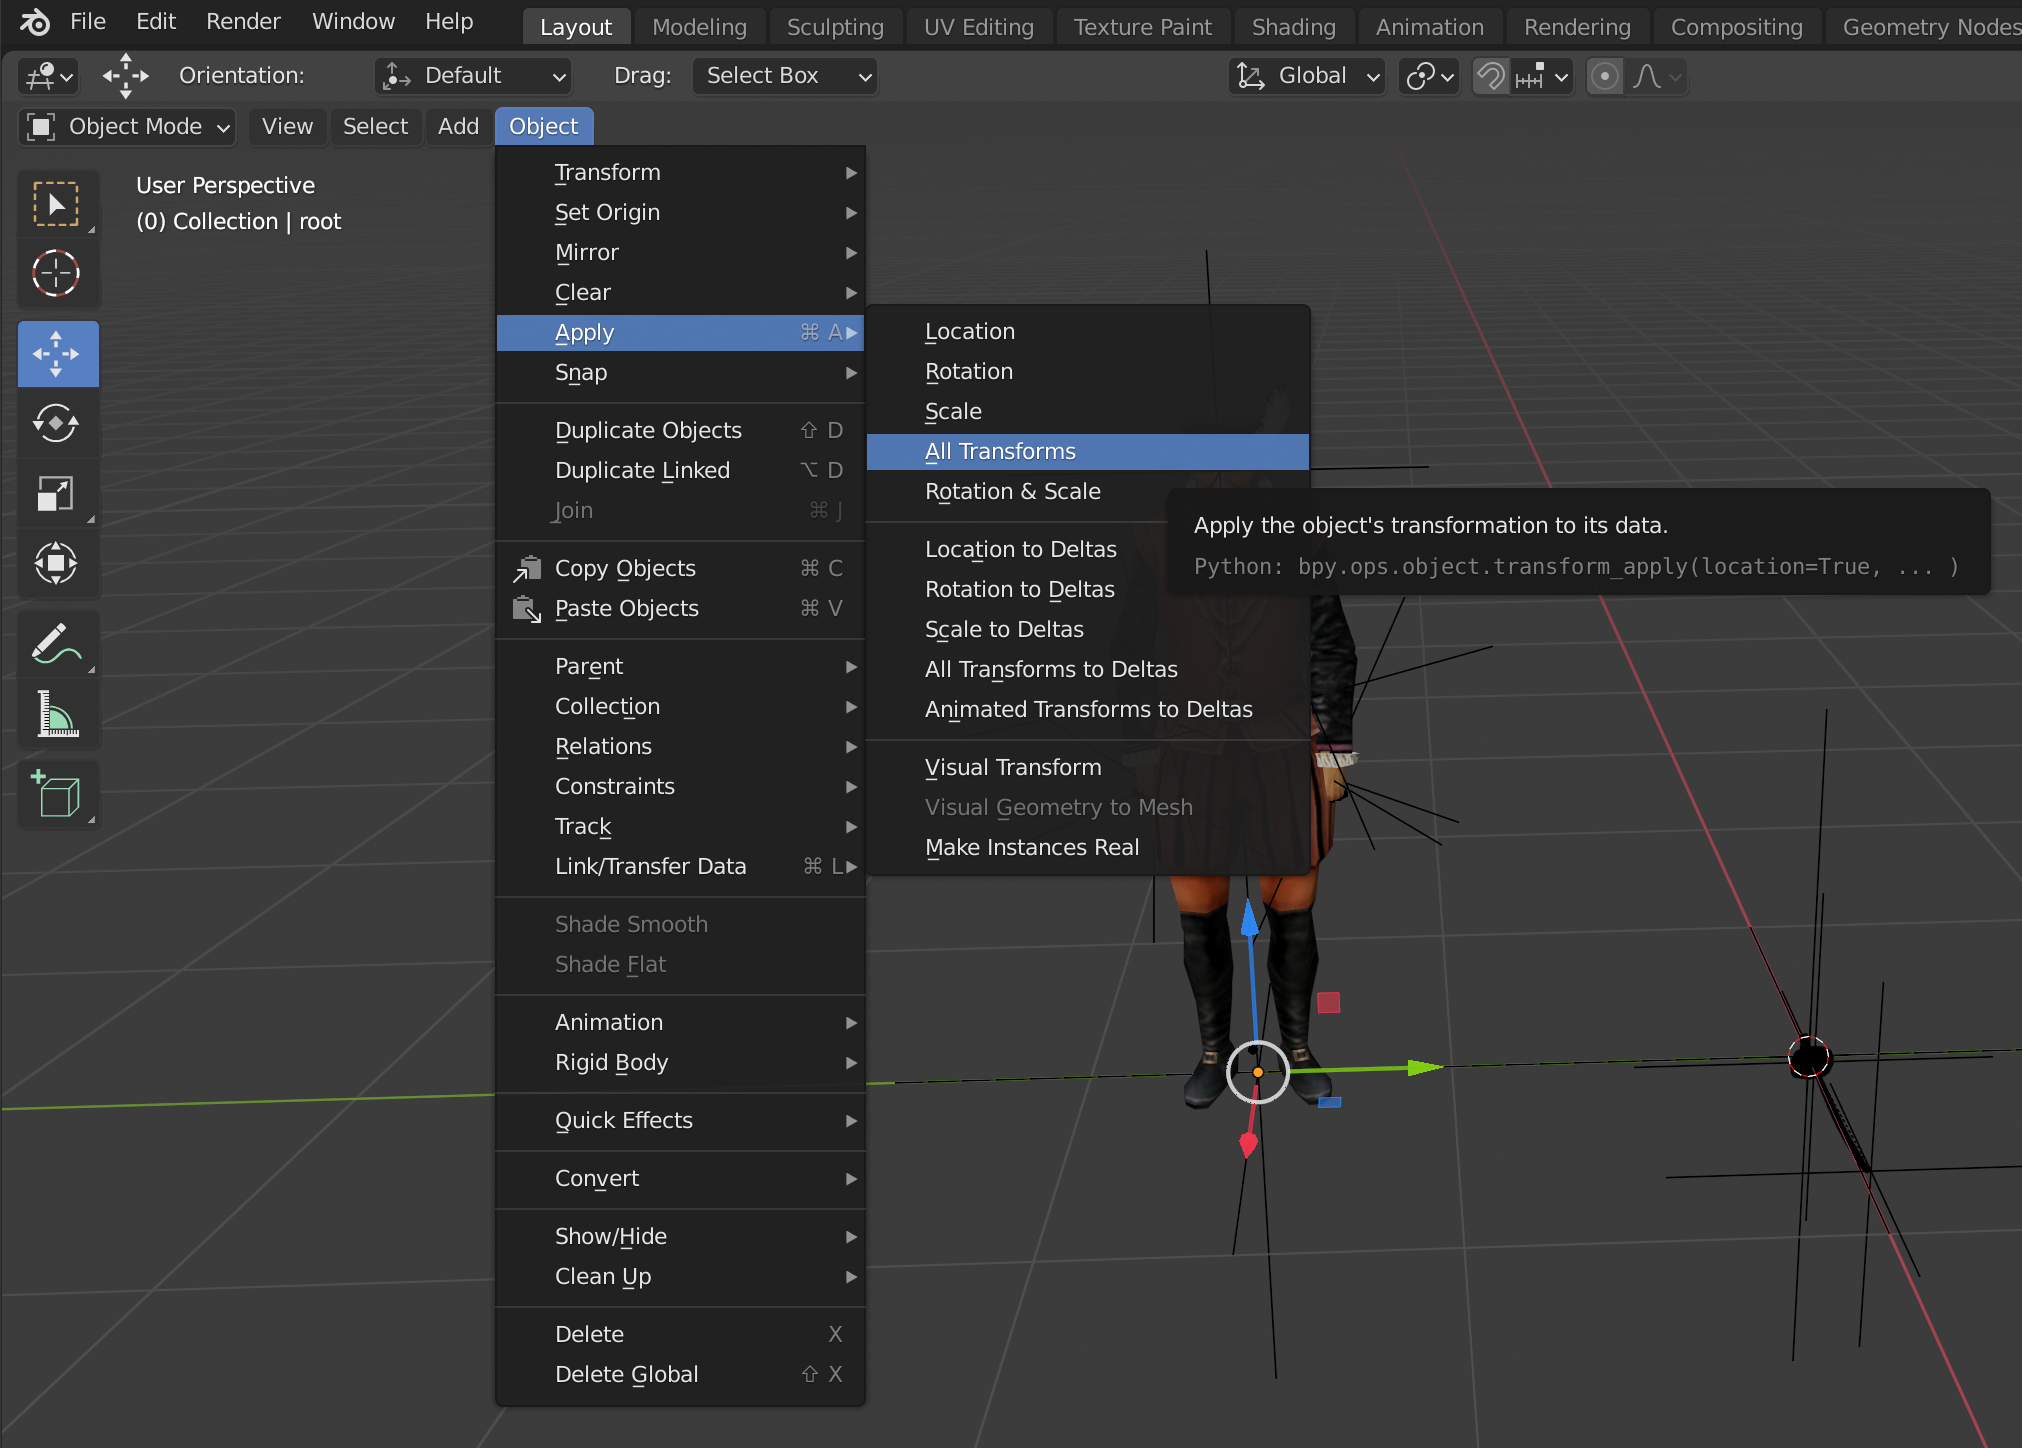 File Edit Render Window Help Layout Modeling Sculpting UV Editing Texture Paint Shading Animation Rendering Compositing Geometry Nodes
Orientation: Default Drag: Select Box Global
Object Mode View Select Add Object
User Perspective
(0) Collection | root
Transform
Set Origin
Mirror
Clear
Apply ⌘ A
Snap
Duplicate Objects ⇧ D
Duplicate Linked ⌥ D
Join ⌘ J
Copy Objects ⌘ C
Paste Objects ⌘ V
Parent
Collection
Relations
Constraints
Track
Link/Transfer Data ⌘ L
Shade Smooth
Shade Flat
Animation
Rigid Body
Quick Effects
Convert
Show/Hide
Clean Up
Delete X
Delete Global ⇧ X
Location
Rotation
Scale
All Transforms
Rotation & Scale
Location to Deltas
Rotation to Deltas
Scale to Deltas
All Transforms to Deltas
Animated Transforms to Deltas
Visual Transform
Visual Geometry to Mesh
Make Instances Real
Apply the object's transformation to its data.
Python: bpy.ops.object.transform_apply(location=True, ... )